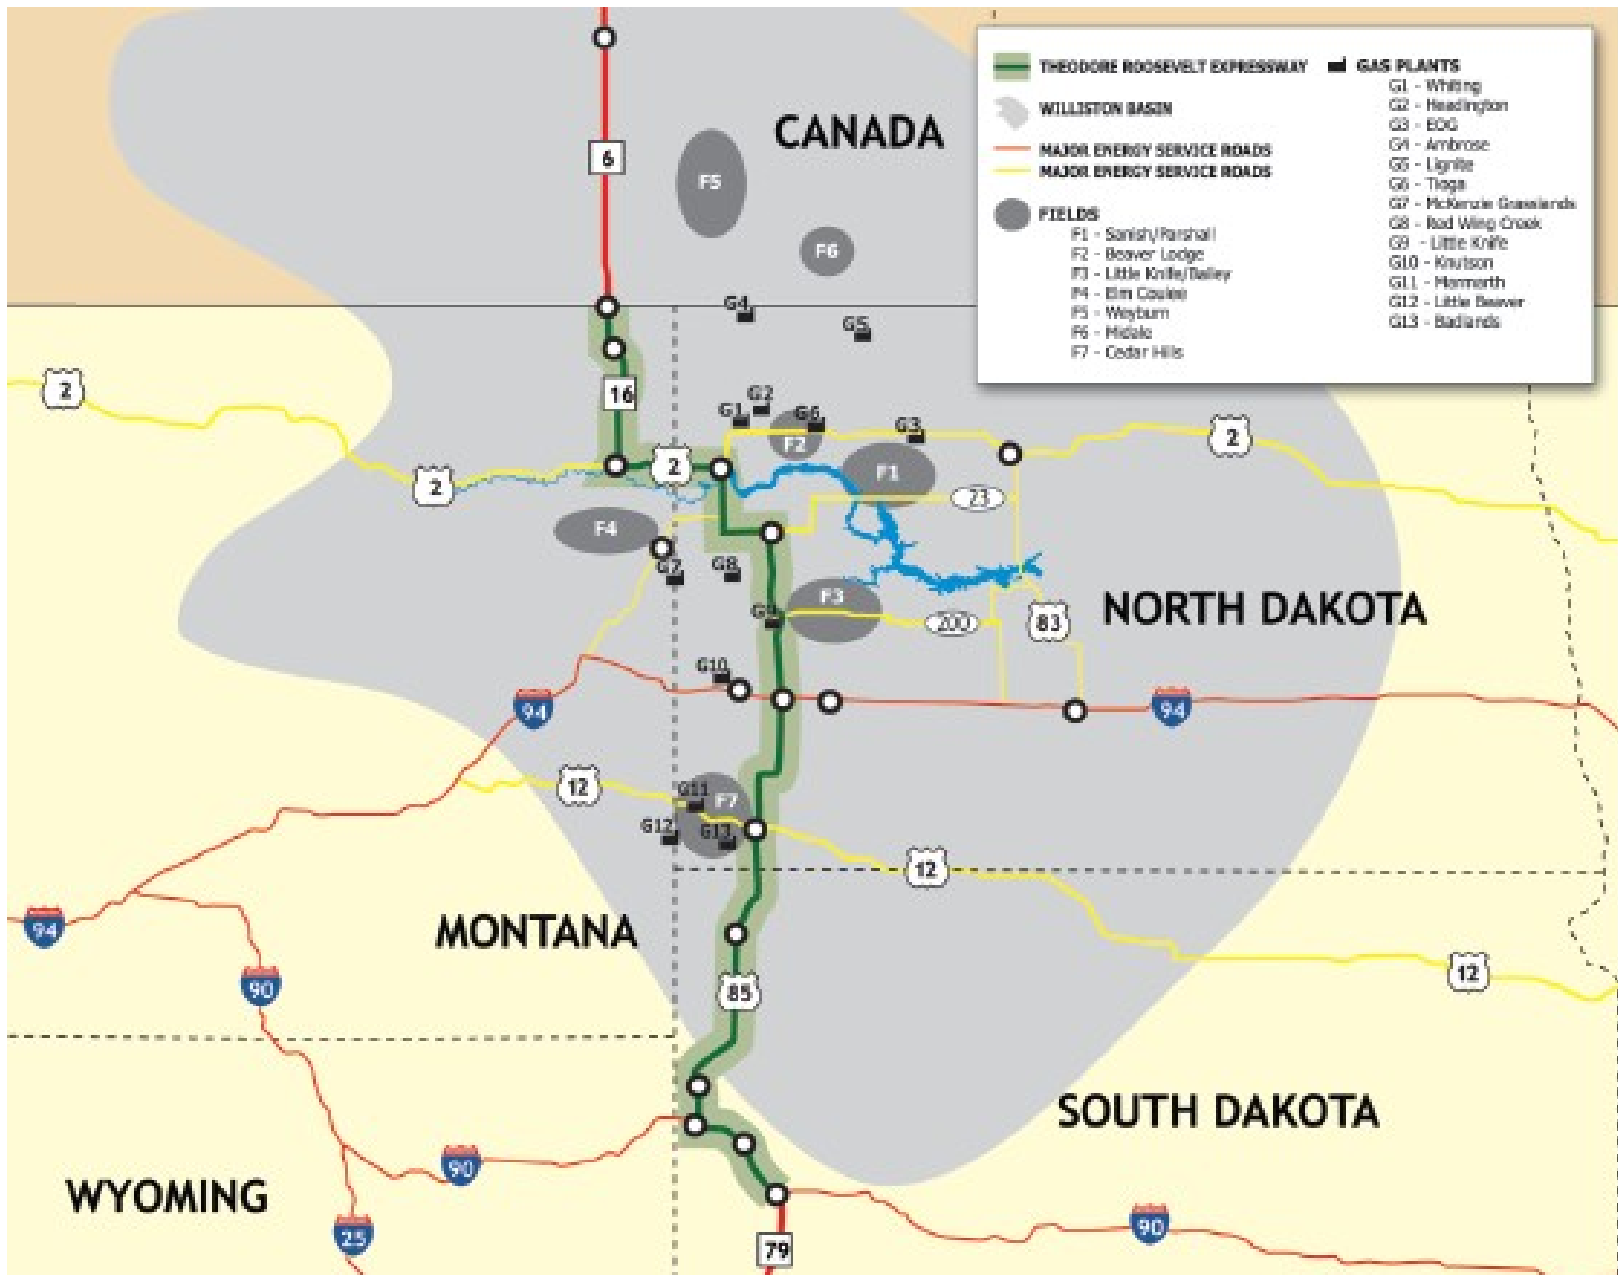 THEODORE ROOSEVELT EXPRESSWAY
WILLISTON BASIN
MAJOR ENERGY SERVICE ROADS
MAJOR ENERGY SERVICE ROADS
FIELDS
F1 - Sanish/Parshall
F2 - Beaver Lodge
F3 - Little Knife/Bailey
F4 - Elm Coulee
F5 - Weyburn
F6 - Midale
F7 - Cedar Hills
GAS PLANTS
G1 - Whiting
G2 - Headington
G3 - EOG
G4 - Ambrose
G5 - Lignite
G6 - Tioga
G7 - McKenzie Grasslands
G8 - Red Wing Creek
G9 - Little Knife
G10 - Knutson
G11 - Marmarth
G12 - Little Beaver
G13 - Badlands
CANADA
6
F5
F6
G4
G5
2
16
G2
G1
G6
G3
F2
2
2
2
F1
23
F4
G7
G8
F3
G9
200
83
NORTH DAKOTA
G10
94
94
12
G11
F7
G12
G13
12
94
MONTANA
90
85
12
SOUTH DAKOTA
90
WYOMING
25
90
79